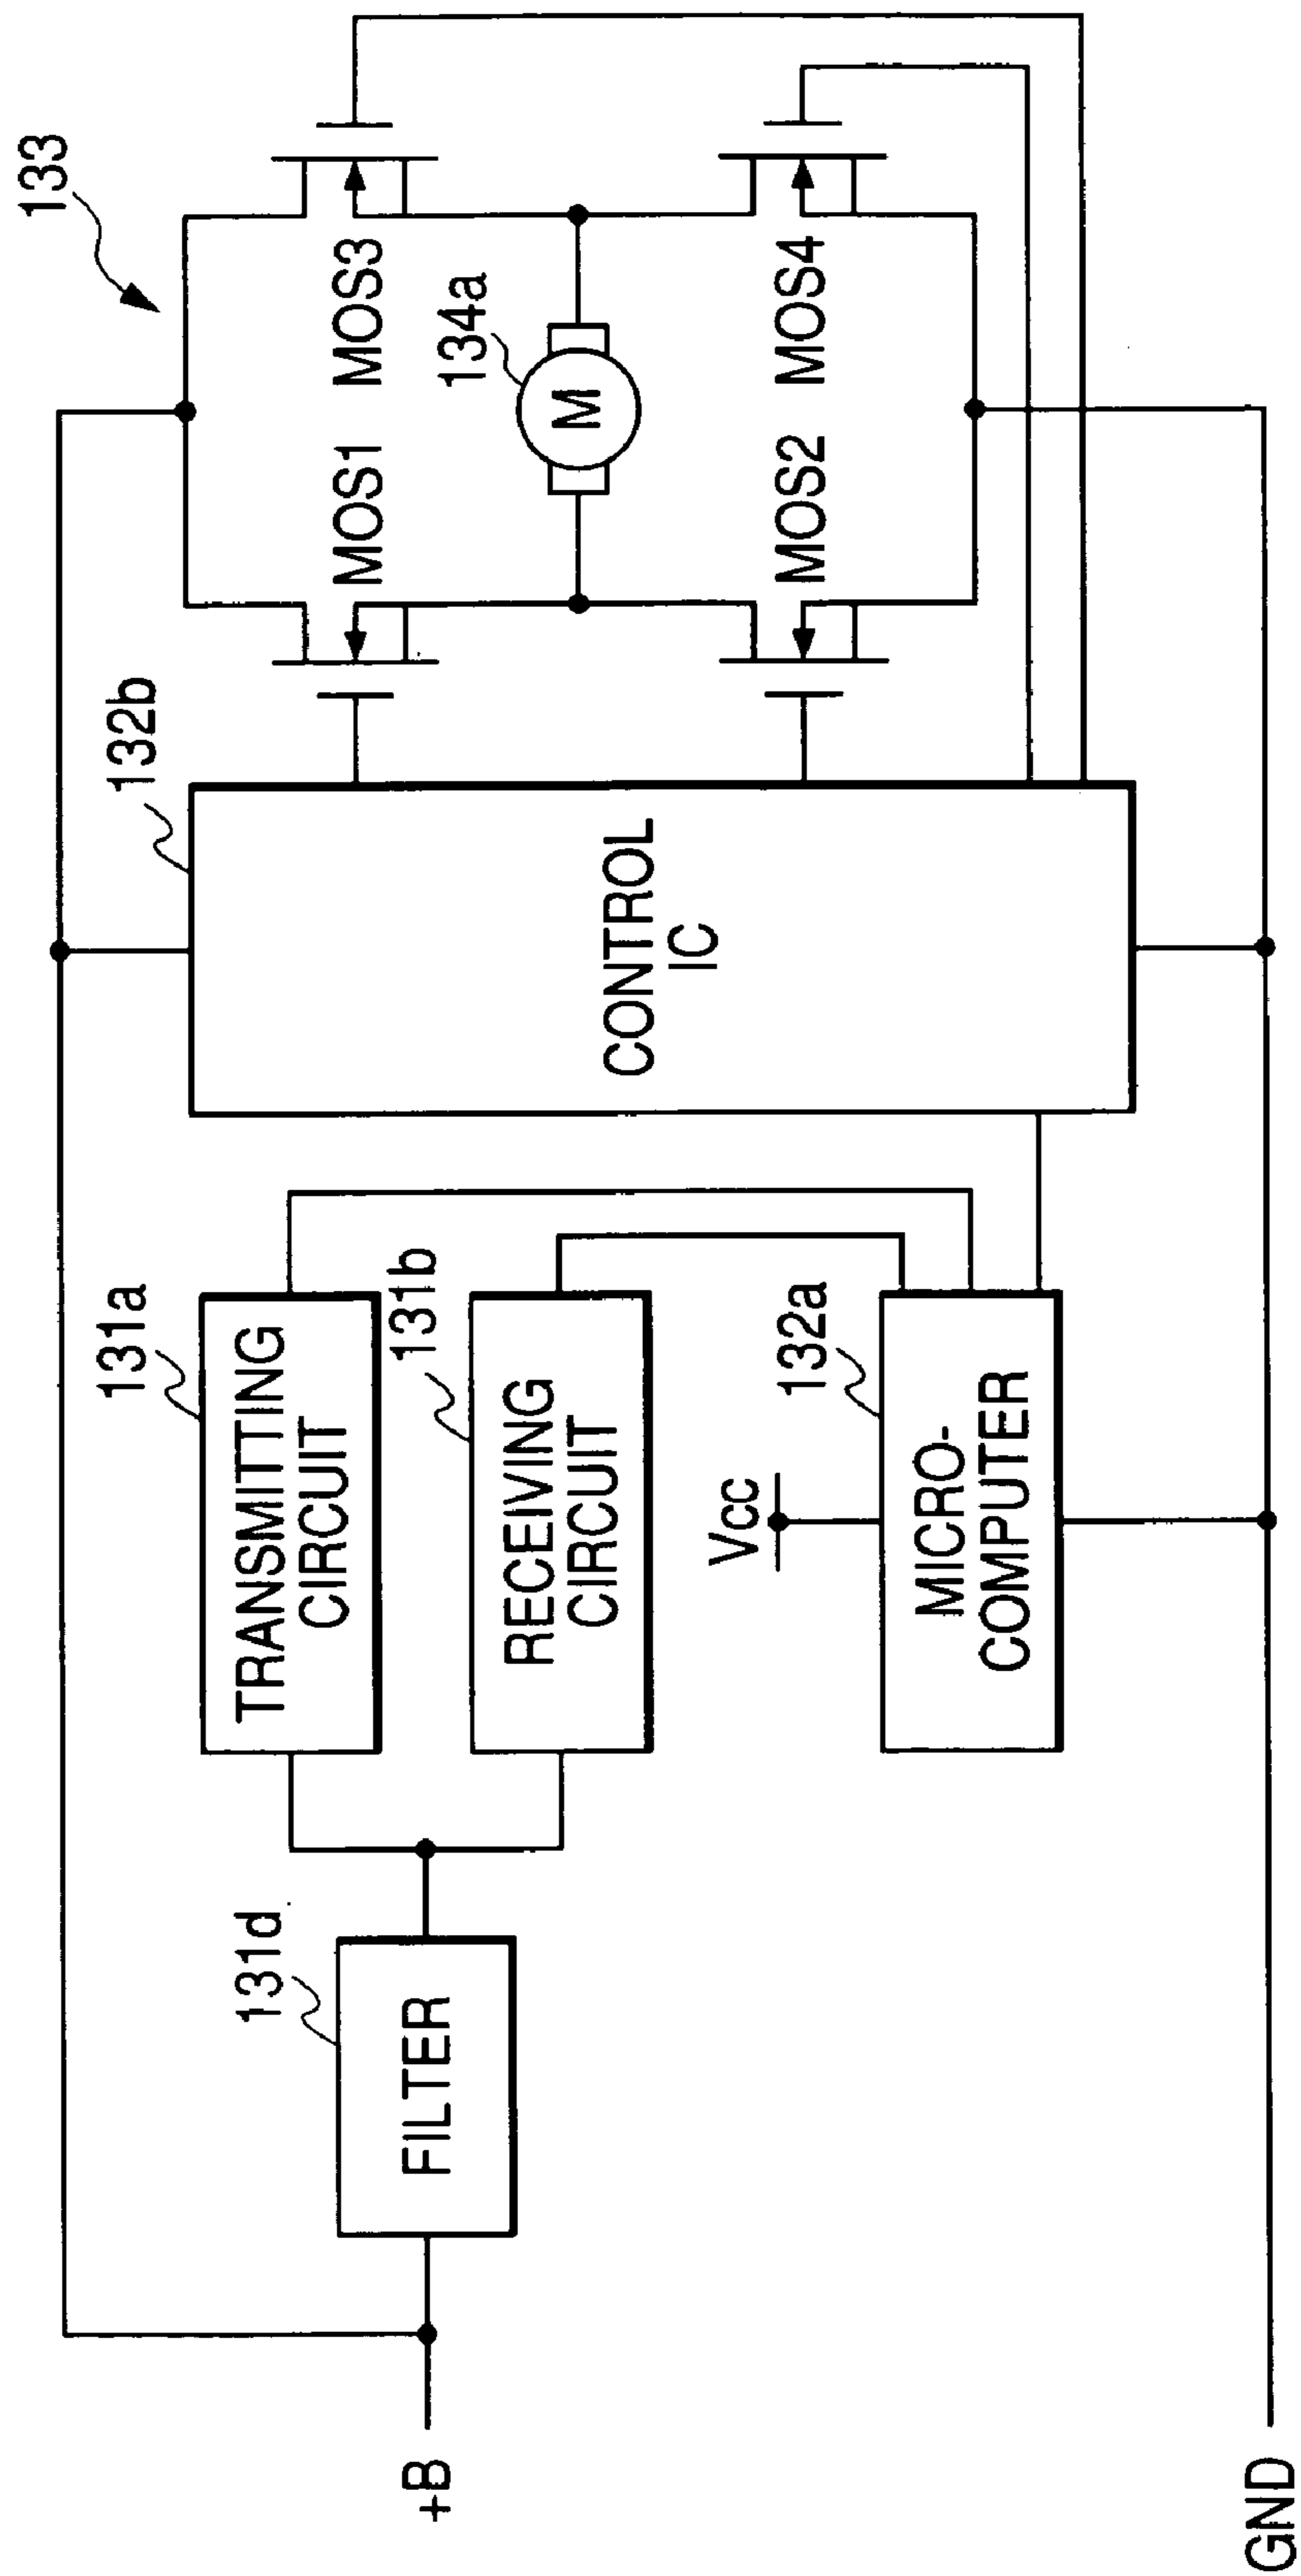 133
132b
131a
131b
131d
134a
132a
MOS1
MOS3
MOS2
MOS4
M
CONTROL
IC
TRANSMITTING
CIRCUIT
RECEIVING
CIRCUIT
Vcc
MICRO-
COMPUTER
FILTER
+B
GND